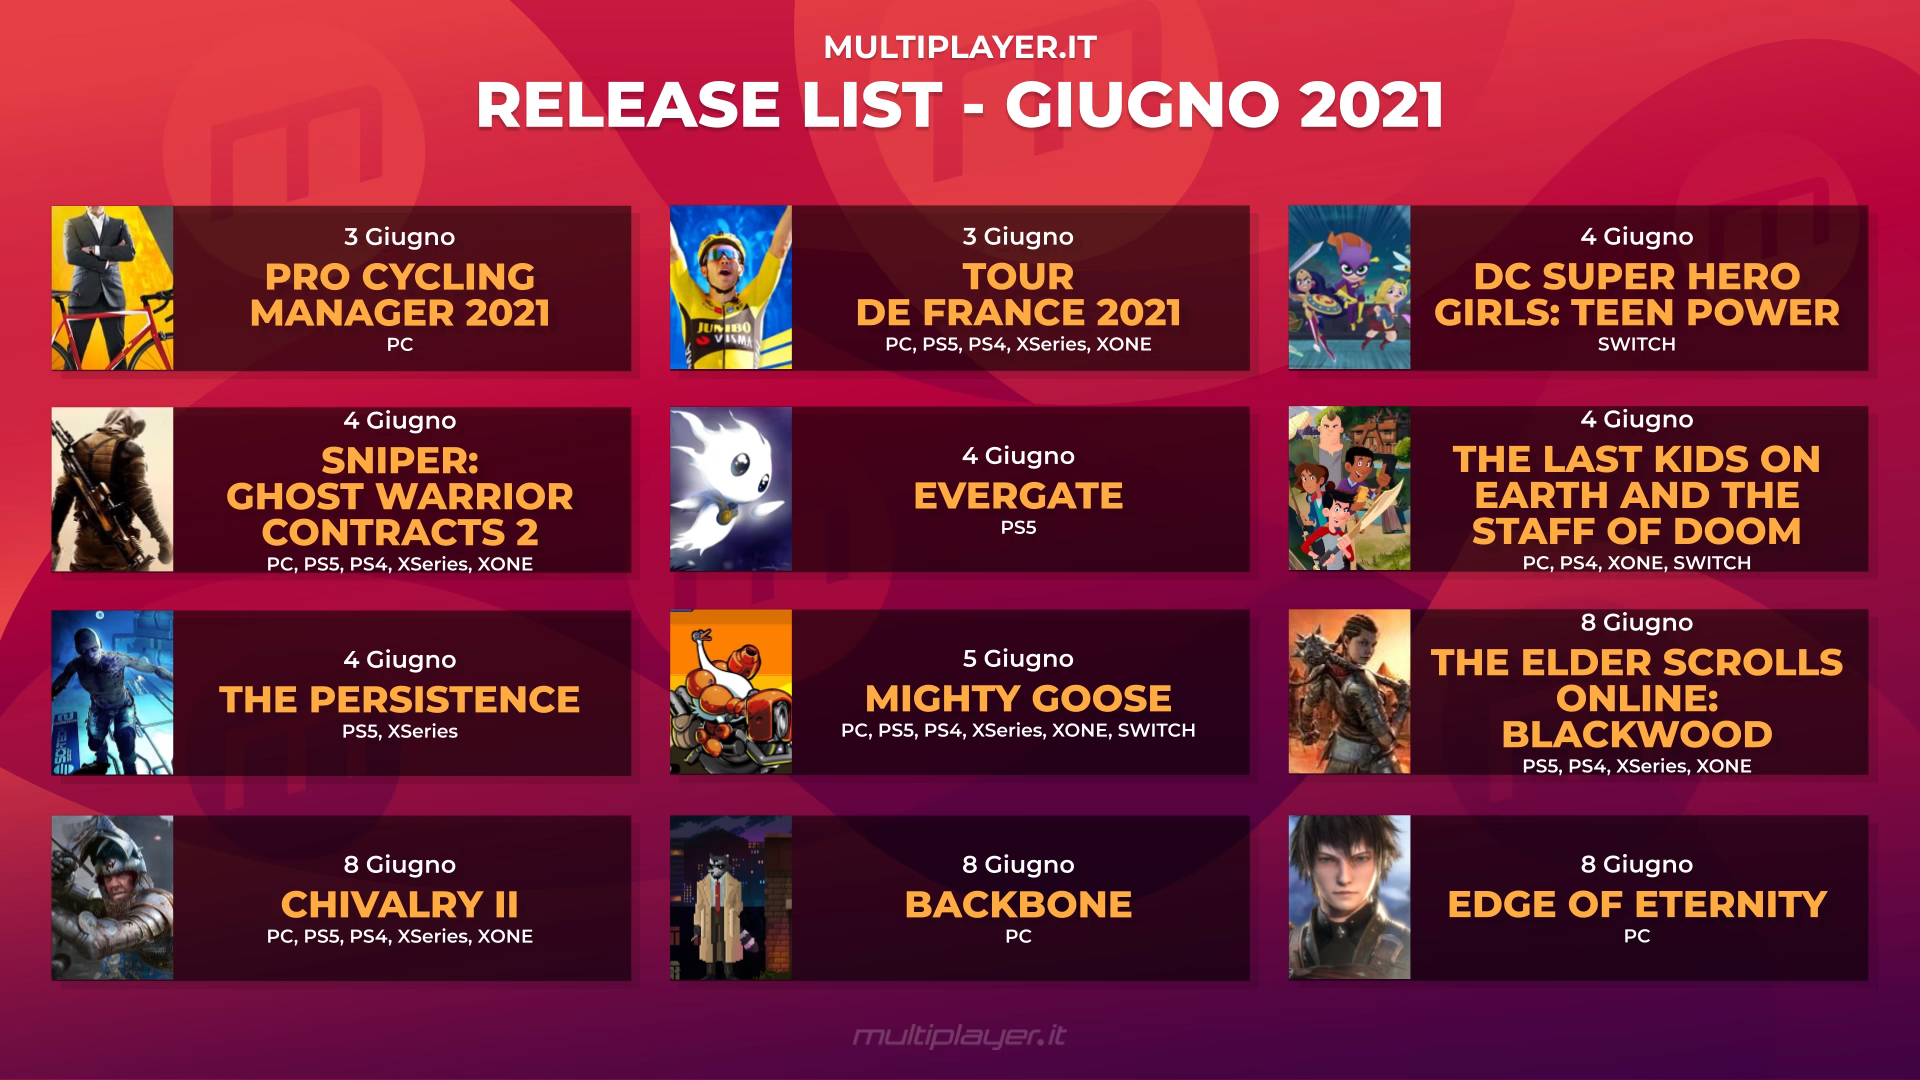 MULTIPLAYER.IT
RELEASE LIST - GIUGNO 2021
3 Giugno
PRO CYCLING
MANAGER 2021
PC
JUMBO
VISMA
3 Giugno
TOUR
DE FRANCE 2021
PC, PS5, PS4, XSeries, XONE
4 Giugno
DC SUPER HERO
GIRLS: TEEN POWER
SWITCH
4 Giugno
SNIPER:
GHOST WARRIOR
CONTRACTS 2
PC, PS5, PS4, XSeries, XONE
4 Giugno
EVERGATE
PS5
4 Giugno
THE LAST KIDS ON
EARTH AND THE
STAFF OF DOOM
PC, PS4, XONE, SWITCH
4 Giugno
THE PERSISTENCE
PS5, XSeries
5 Giugno
MIGHTY GOOSE
PC, PS5, PS4, XSeries, XONE, SWITCH
8 Giugno
THE ELDER SCROLLS
ONLINE:
BLACKWOOD
PS5, PS4, XSeries, XONE
8 Giugno
CHIVALRY II
PC, PS5, PS4, XSeries, XONE
8 Giugno
BACKBONE
PC
8 Giugno
EDGE OF ETERNITY
PC
multiplayer.it